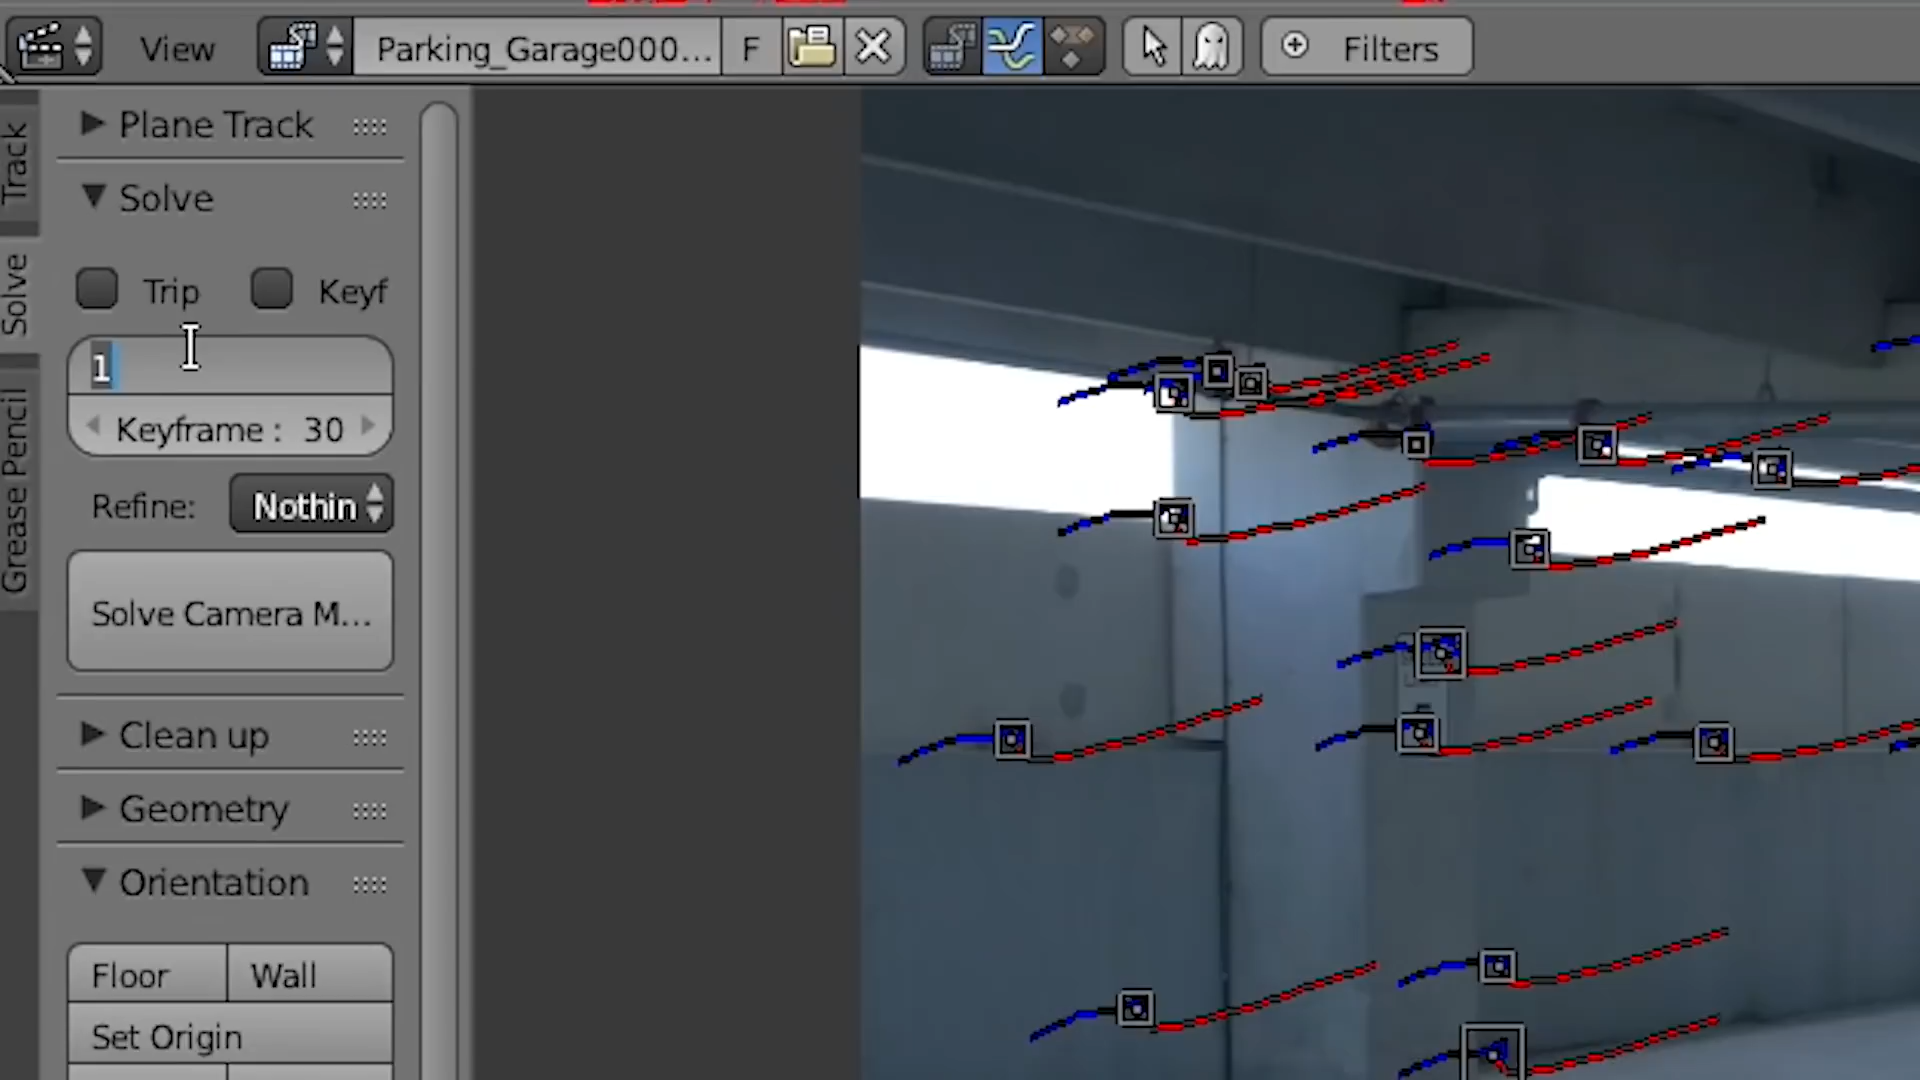 View
Parking_Garage000...
F
Filters
Track
Solve
Grease Pencil
Plane Track
Solve
Trip
Keyf
1
Keyframe : 30
Refine:
Nothin
Solve Camera M...
Clean up
Geometry
Orientation
Floor
Wall
Set Origin